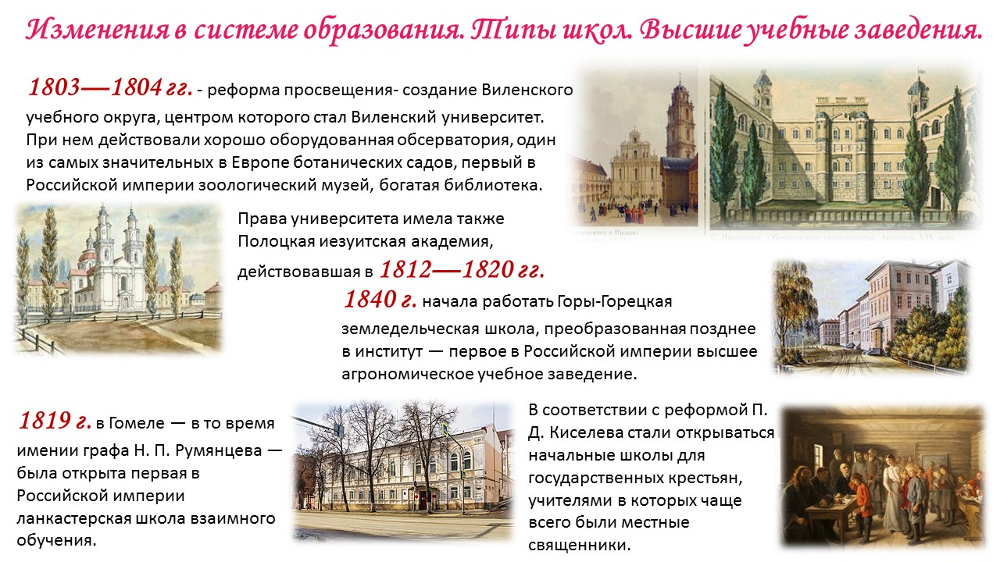 Изменения в системе образования. Типы школ. Высшие учебные заведения.
1803—1804 гг. - реформа просвещения- создание Виленского
учебного округа, центром которого стал Виленский университет.
При нем действовали хорошо оборудованная обсерватория, один
из самых значительных в Европе ботанических садов, первый в
Российской империи зоологический музей, богатая библиотека.
Права университета имела также
Полоцкая иезуитская академия,
действовавшая в 1812—1820 гг.
1840 г. начала работать Горы-Горецкая
земледельческая школа, преобразованная позднее
в институт — первое в Российской империи высшее
агрономическое учебное заведение.
1819 г. в Гомеле — в то время
имении графа Н. П. Румянцева —
была открыта первая в
Российской империи
ланкастерская школа взаимного
обучения.
В соответствии с реформой П.
Д. Киселева стали открываться
начальные школы для
государственных крестьян,
учителями в которых чаще
всего были местные
священники.